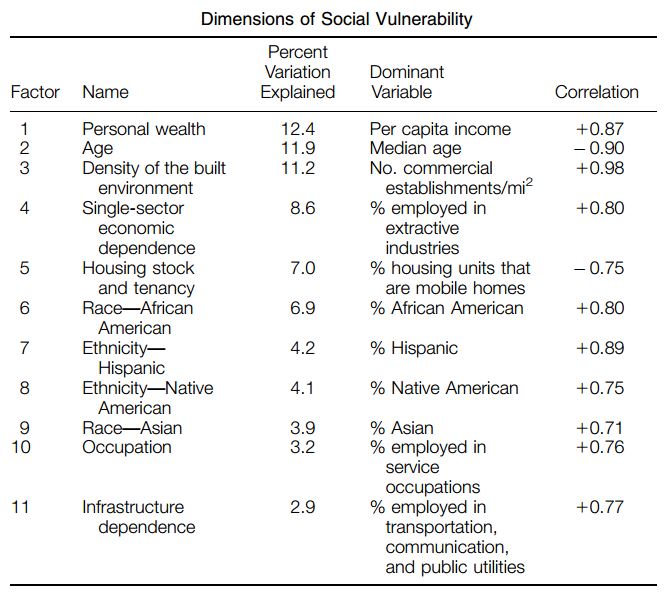 Dimensions of Social Vulnerability
Percent
Variation Dominant
Factor Name Explained Variable Correlation
1 Personal wealth 12.4 Per capita income +0.87
2 Age 11.9 Median age −0.90
3 Density of the built 11.2 No. commercial +0.98
environment establishments/mi2
4 Single-sector 8.6 % employed in +0.80
economic extractive
dependence industries
5 Housing stock 7.0 % housing units that −0.75
and tenancy are mobile homes
6 Race—African 6.9 % African American +0.80
American
7 Ethnicity— 4.2 % Hispanic +0.89
Hispanic
8 Ethnicity—Native 4.1 % Native American +0.75
American
9 Race—Asian 3.9 % Asian +0.71
10 Occupation 3.2 % employed in +0.76
service
occupations
11 Infrastructure 2.9 % employed in +0.77
dependence transportation,
communication,
and public utilities